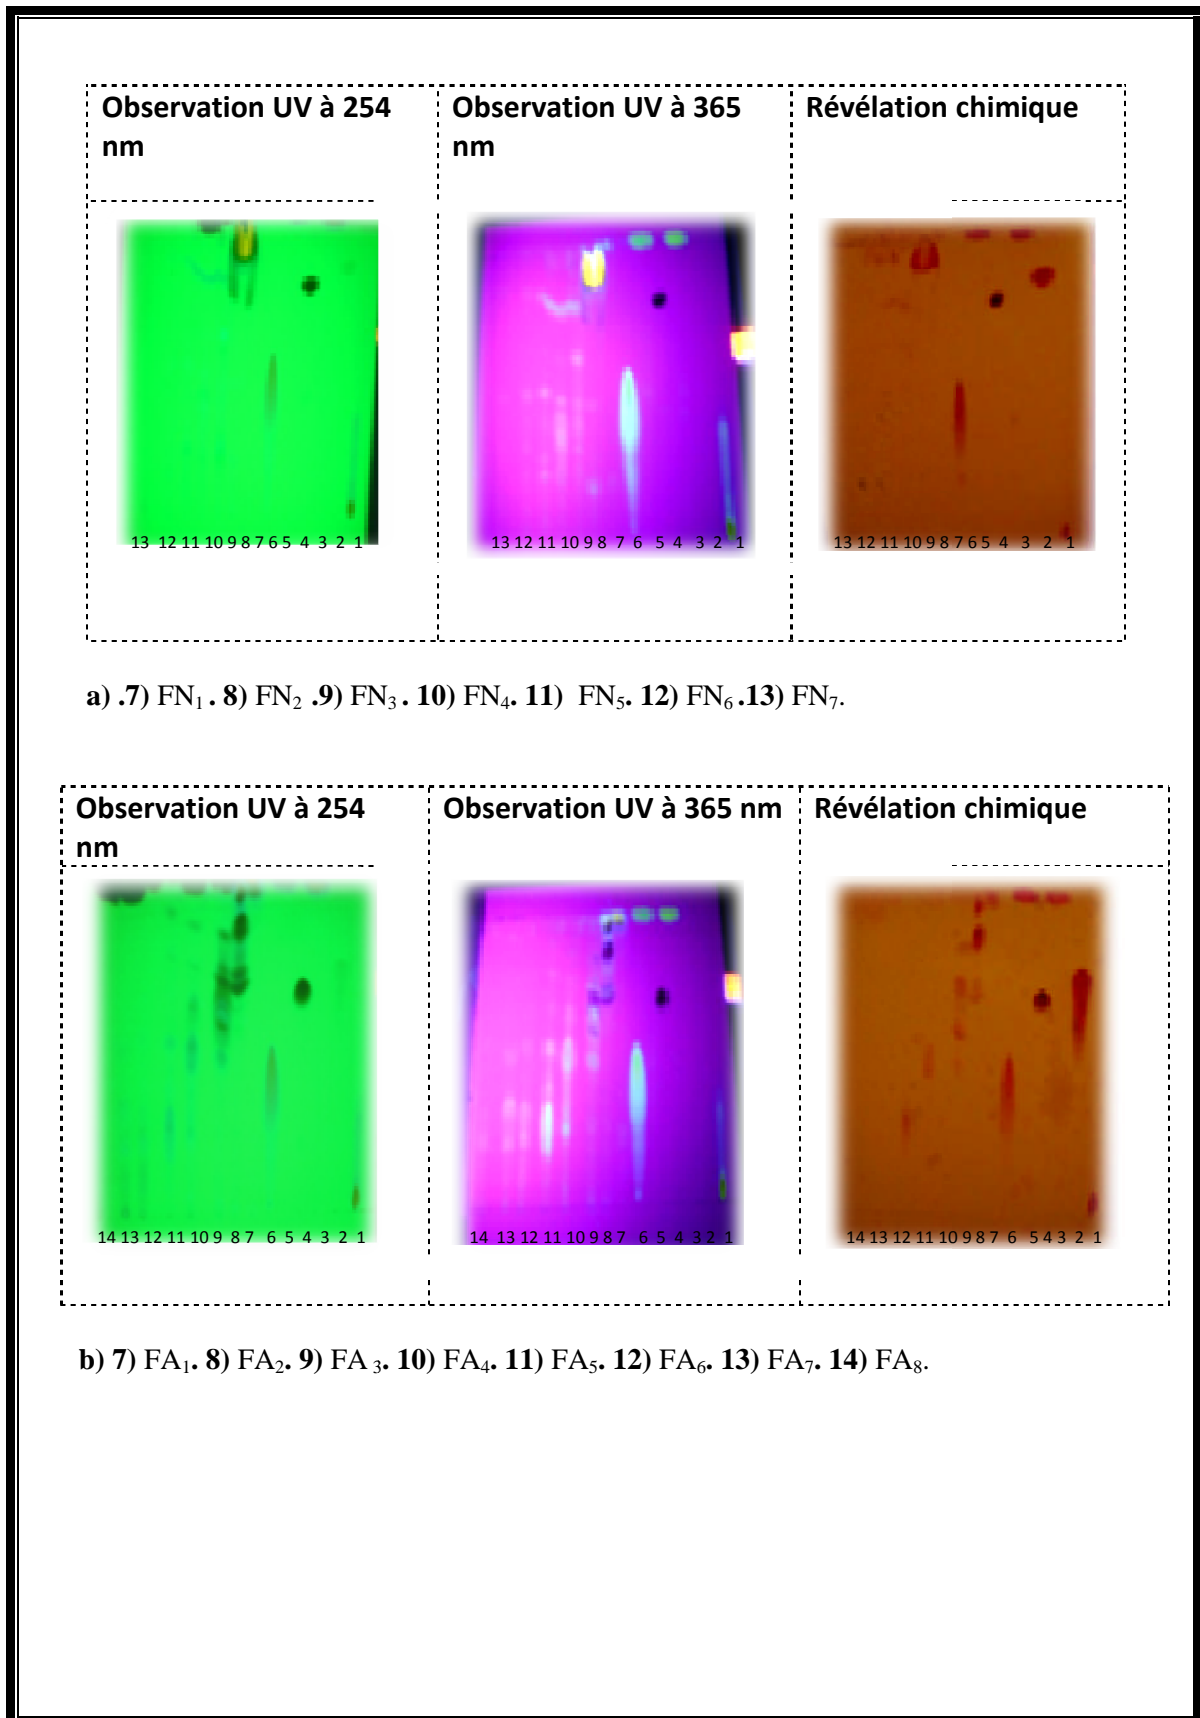 Observation UV à 254 nm
Observation UV à 365 nm
Révélation chimique
13 12 11 10 9 8 7 6 5 4 3 2 1
13 12 11 10 9 8 7 6 5 4 3 2 1
13 12 11 10 9 8 7 6 5 4 3 2 1
a) .7) FN₁ . 8) FN₂ .9) FN₃ . 10) FN₄. 11) FN₅. 12) FN₆ .13) FN₇.
Observation UV à 254 nm
Observation UV à 365 nm
Révélation chimique
14 13 12 11 10 9 8 7 6 5 4 3 2 1
14 13 12 11 10 9 8 7 6 5 4 3 2 1
14 13 12 11 10 9 8 7 6 5 4 3 2 1
b) 7) FA₁. 8) FA₂. 9) FA ₃. 10) FA₄. 11) FA₅. 12) FA₆. 13) FA₇. 14) FA₈.